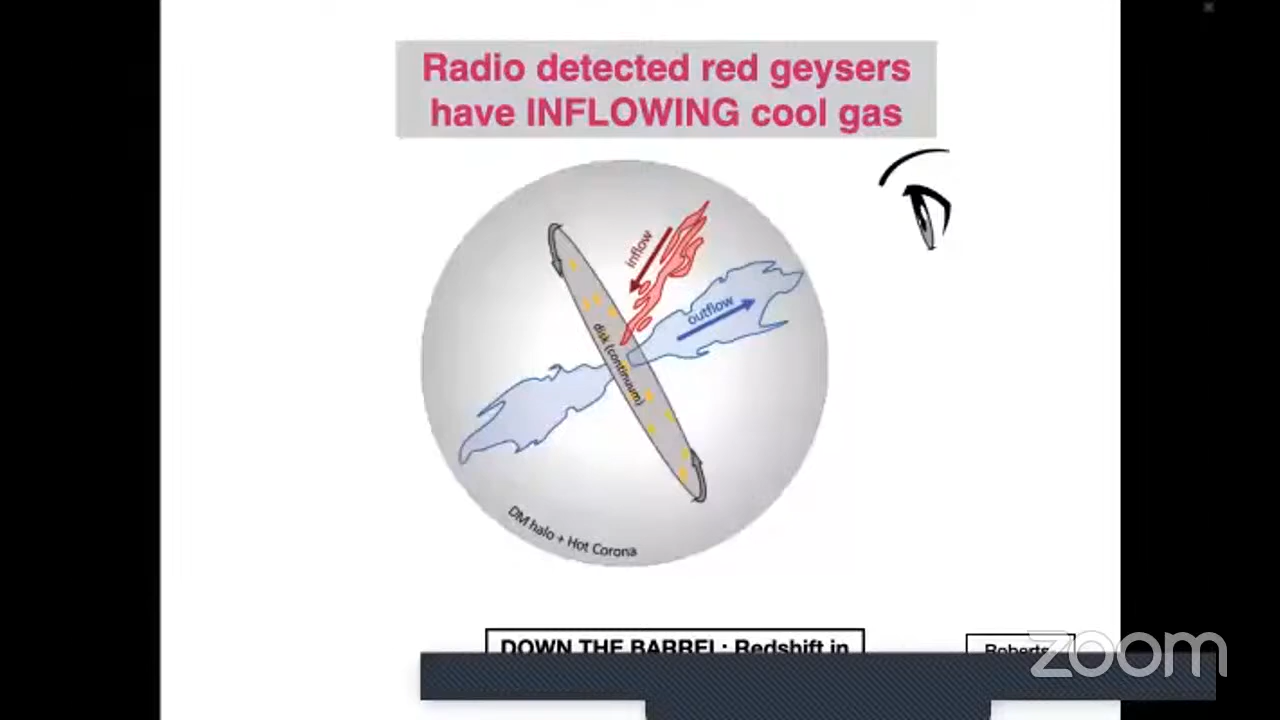 Radio detected red geysers
have INFLOWING cool gas
inflow
outflow
disk (continuum)
DM halo + Hot Corona
DOWN THE BARREL: Redshift in
Roberts
zoom